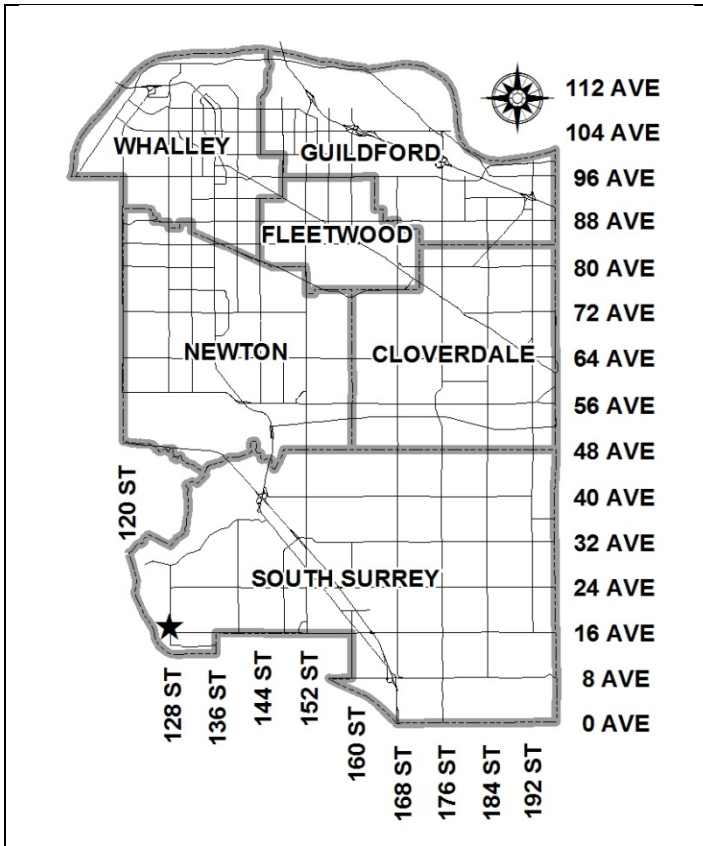 112 AVE
104 AVE
WHALLEY
GUILDFORD
96 AVE
88 AVE
FLEETWOOD
80 AVE
72 AVE
NEWTON
CLOVERDALE
64 AVE
56 AVE
48 AVE
120 ST
40 AVE
32 AVE
SOUTH SURREY
24 AVE
16 AVE
128 ST
136 ST
144 ST
152 ST
160 ST
8 AVE
0 AVE
168 ST
176 ST
184 ST
192 ST